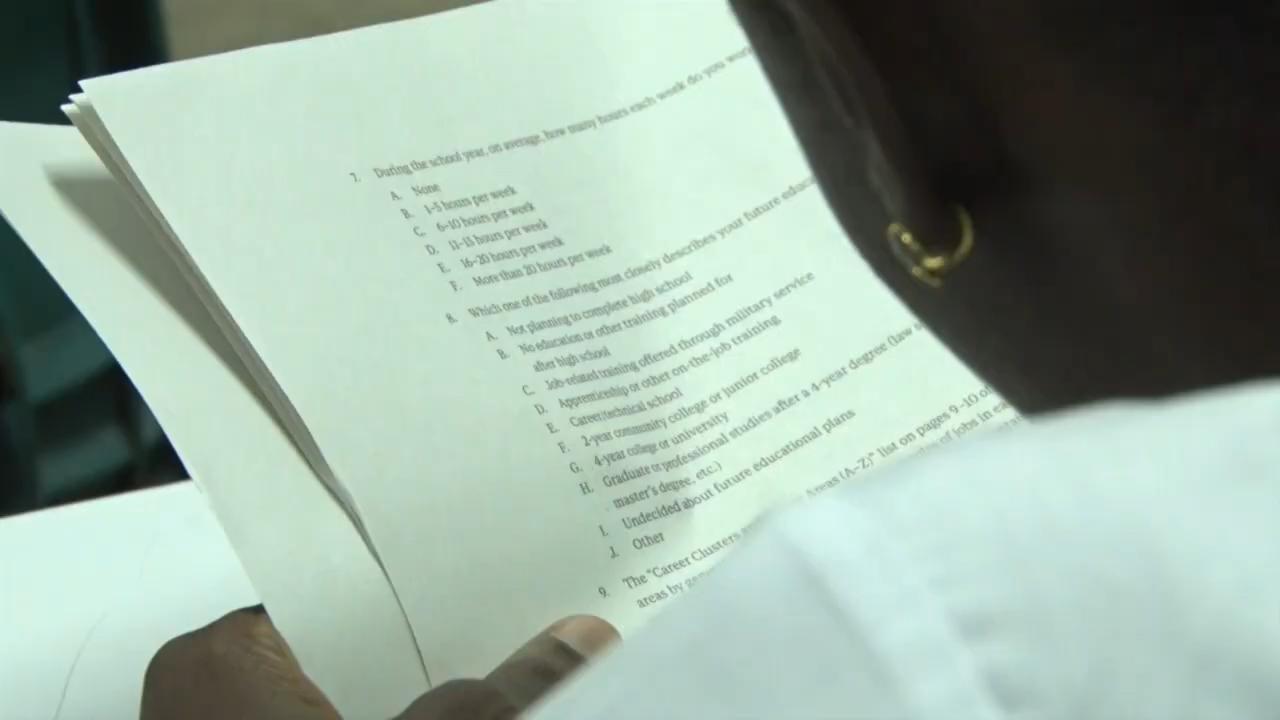 7. During the school year, on average, how many hours each week do you
A. None
B. 1-5 hours per week
C. 6-10 hours per week
D. 11-15 hours per week
E. 16-20 hours per week
F. More than 20 hours per week
8. Which one of the following most closely describes your future
A. Not planning to complete high school
B. No education or other training planned for
after high school
C. Job-related training offered through military service
D. Apprenticeship or other on-the-job training
E. Career/technical school
F. 2-year community college or junior college
G. 4-year college or university
H. Graduate or professional studies after a 4-year degree (law
master's degree, etc.)
I. Undecided about future educational plans
J. Other
9. The "Career Clusters Areas (A-Z)" list on pages 9-10
areas by of jobs in